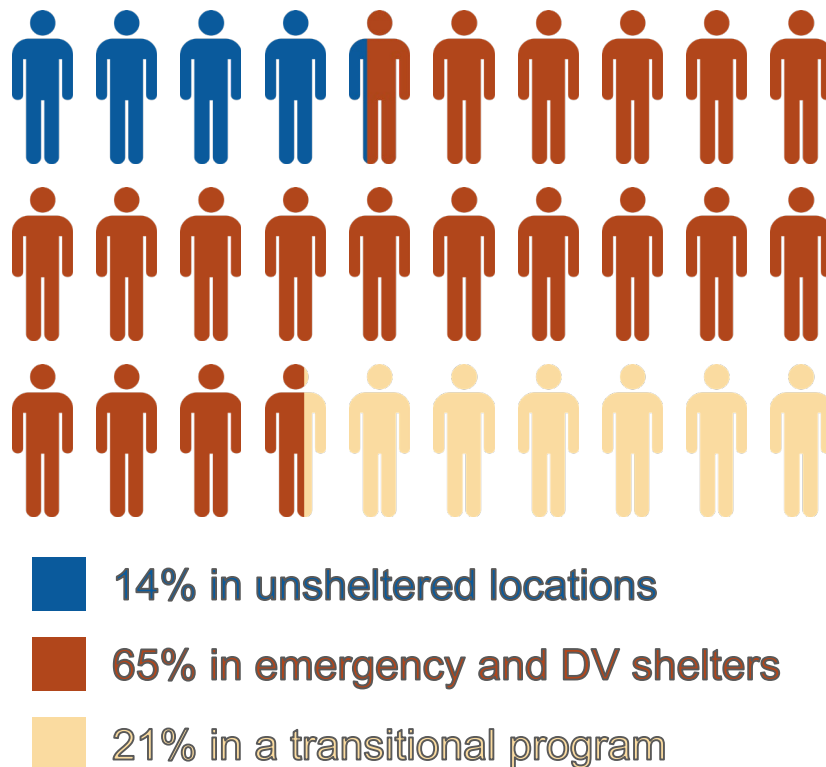 14% in unsheltered locations
65% in emergency and DV shelters
21% in a transitional program